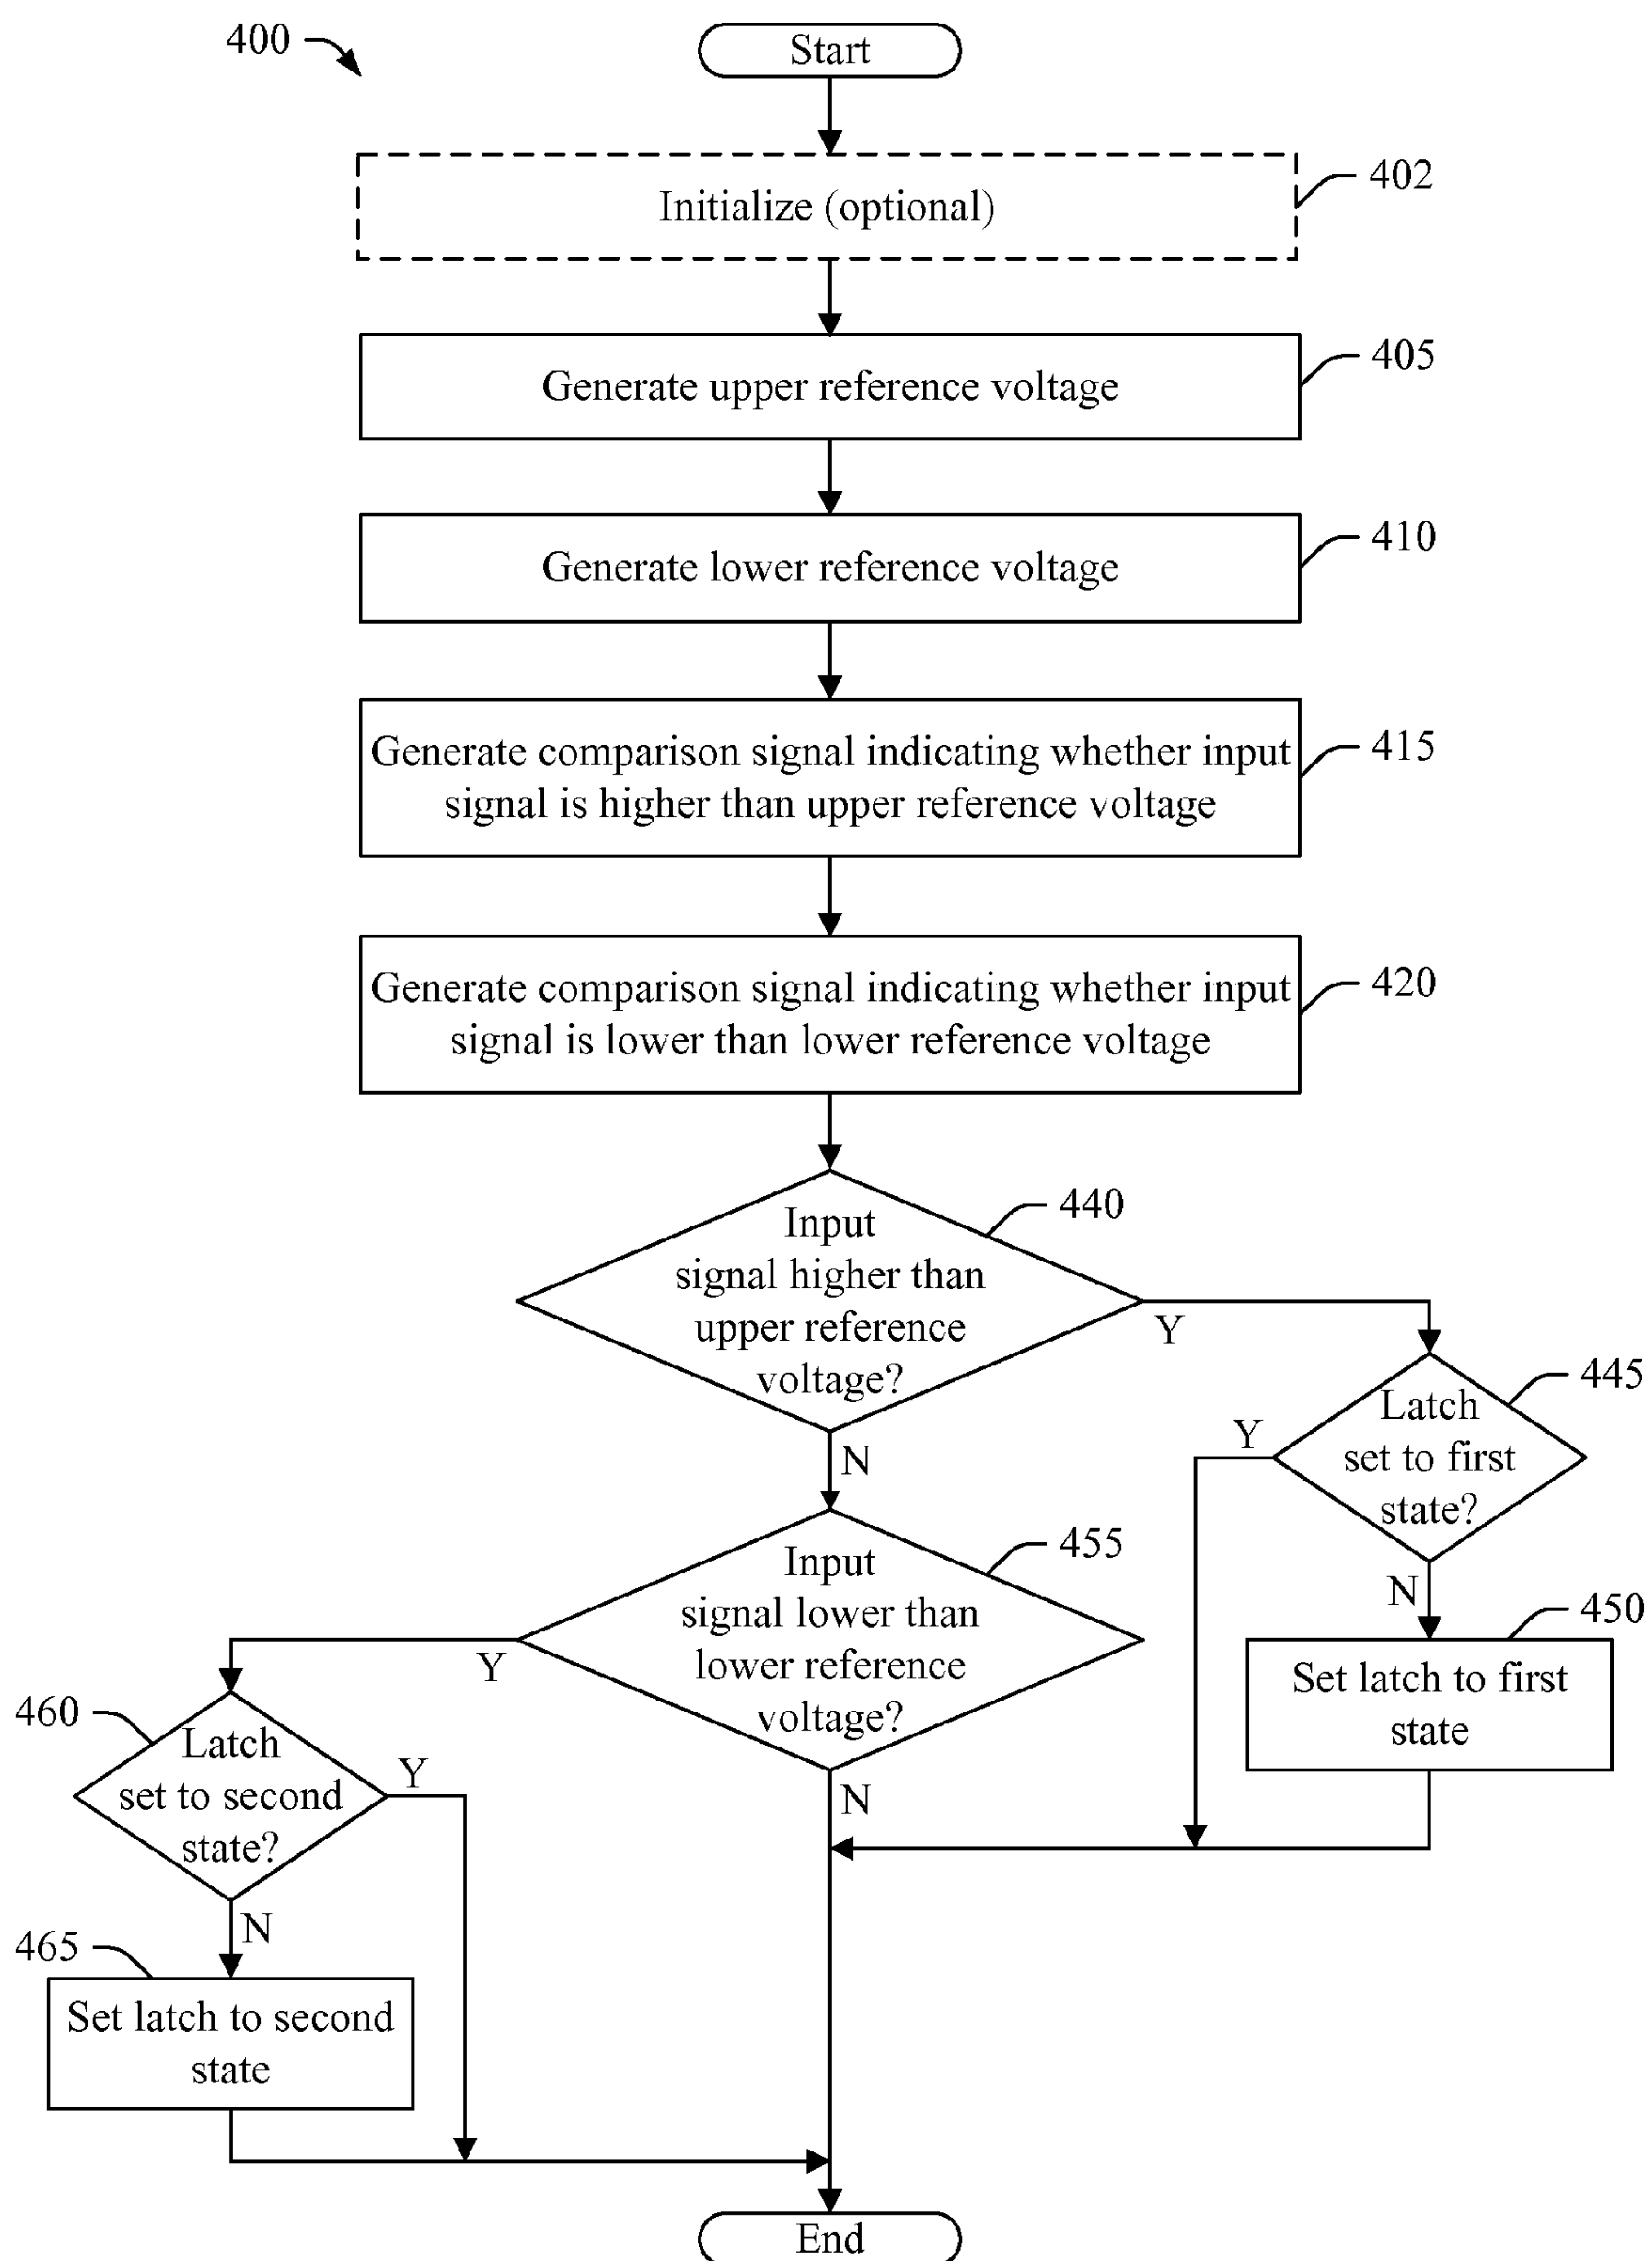 400
Start
402
Initialize (optional)
405
Generate upper reference voltage
410
Generate lower reference voltage
415
Generate comparison signal indicating whether input
signal is higher than upper reference voltage
420
Generate comparison signal indicating whether input
signal is lower than lower reference voltage
440
Input
signal higher than
upper reference
voltage?
Y
N
445
Latch
set to first
state?
Y
N
450
Set latch to first
state
455
Input
signal lower than
lower reference
voltage?
Y
N
460
Latch
set to second
state?
Y
N
465
Set latch to second
state
End